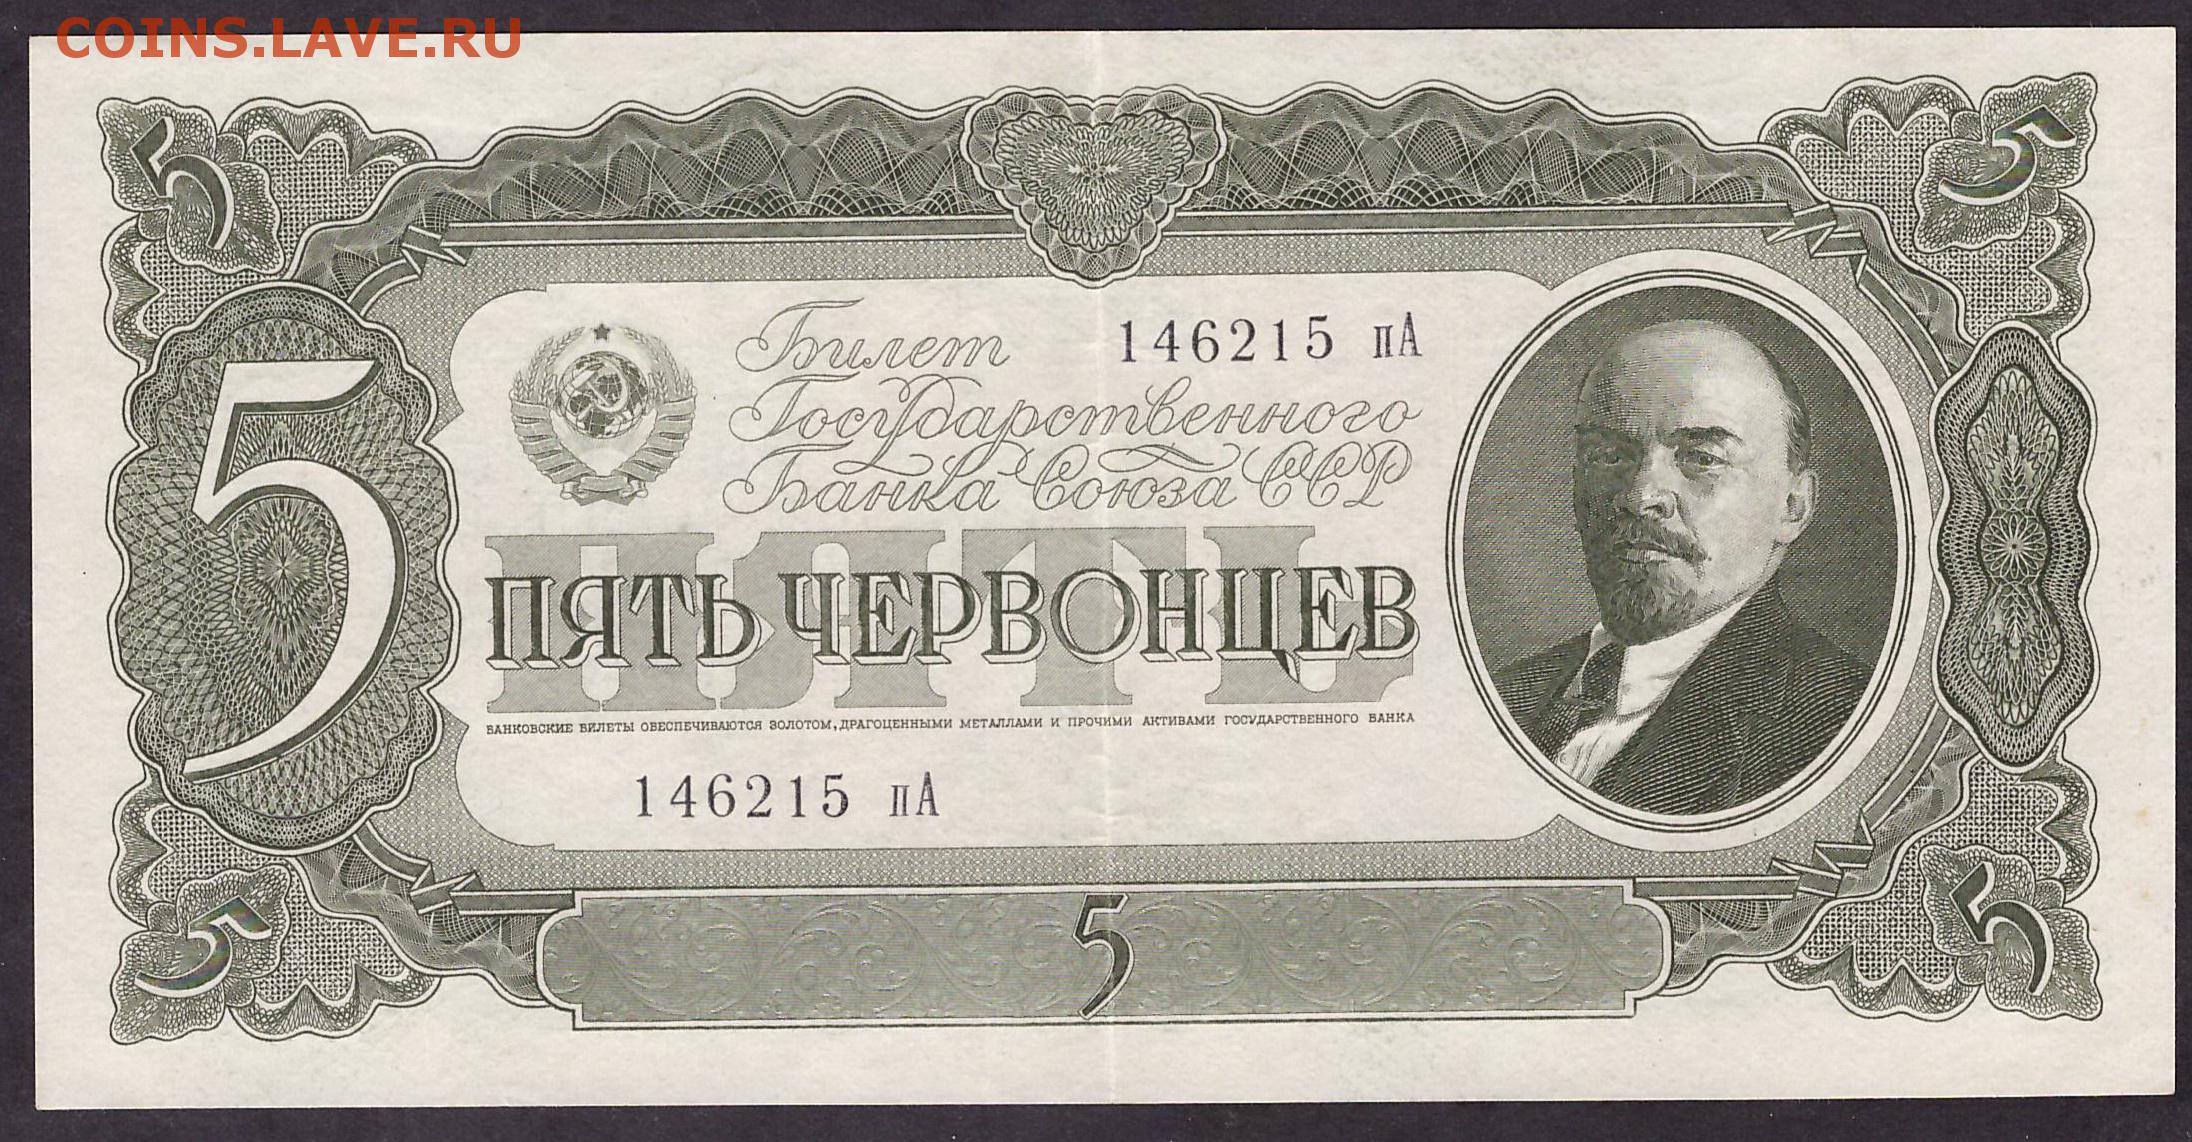 COINS.LAVE.RU
5
5
Билет 146215 пА
Государственного
Банка Союза ССР
5
ПЯТЬ
ПЯТЬ ЧЕРВОНЦЕВ
БАНКОВСКИЕ БИЛЕТЫ ОБЕСПЕЧИВАЮТСЯ ЗОЛОТОМ, ДРАГОЦЕННЫМИ МЕТАЛЛАМИ И ПРОЧИМИ АКТИВАМИ ГОСУДАРСТВЕННОГО БАНКА
146215 пА
5
5
5